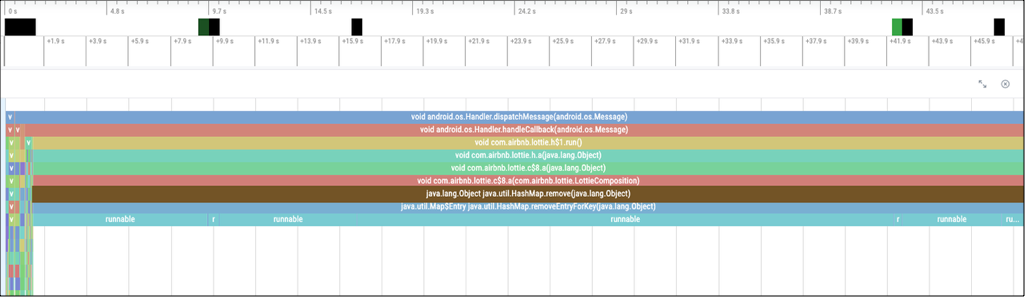 0 s 4.8 s 9.7 s 14.5 s 19.3 s 24.2 s 29 s 33.8 s 38.7 s 43.5 s
+1.9 s +3.9 s +5.9 s +7.9 s +9.9 s +11.9 s +13.9 s +15.9 s +17.9 s +19.9 s +21.9 s +23.9 s +25.9 s +27.9 s +29.9 s +31.9 s +33.9 s +35.9 s +37.9 s +39.9 s +41.9 s +43.9 s +45.9 s
v void android.os.Handler.dispatchMessage(android.os.Message)
v v void android.os.Handler.handleCallback(android.os.Message)
v v void com.airbnb.lottie.h$1.run()
v void com.airbnb.lottie.h.a(java.lang.Object)
v void com.airbnb.lottie.c$8.a(java.lang.Object)
v void com.airbnb.lottie.c$8.a(com.airbnb.lottie.LottieComposition)
v java.lang.Object java.util.HashMap.remove(java.lang.Object)
java.util.Map$Entry java.util.HashMap.removeEntryForKey(java.lang.Object)
v runnable r runnable runnable r runnable ru...